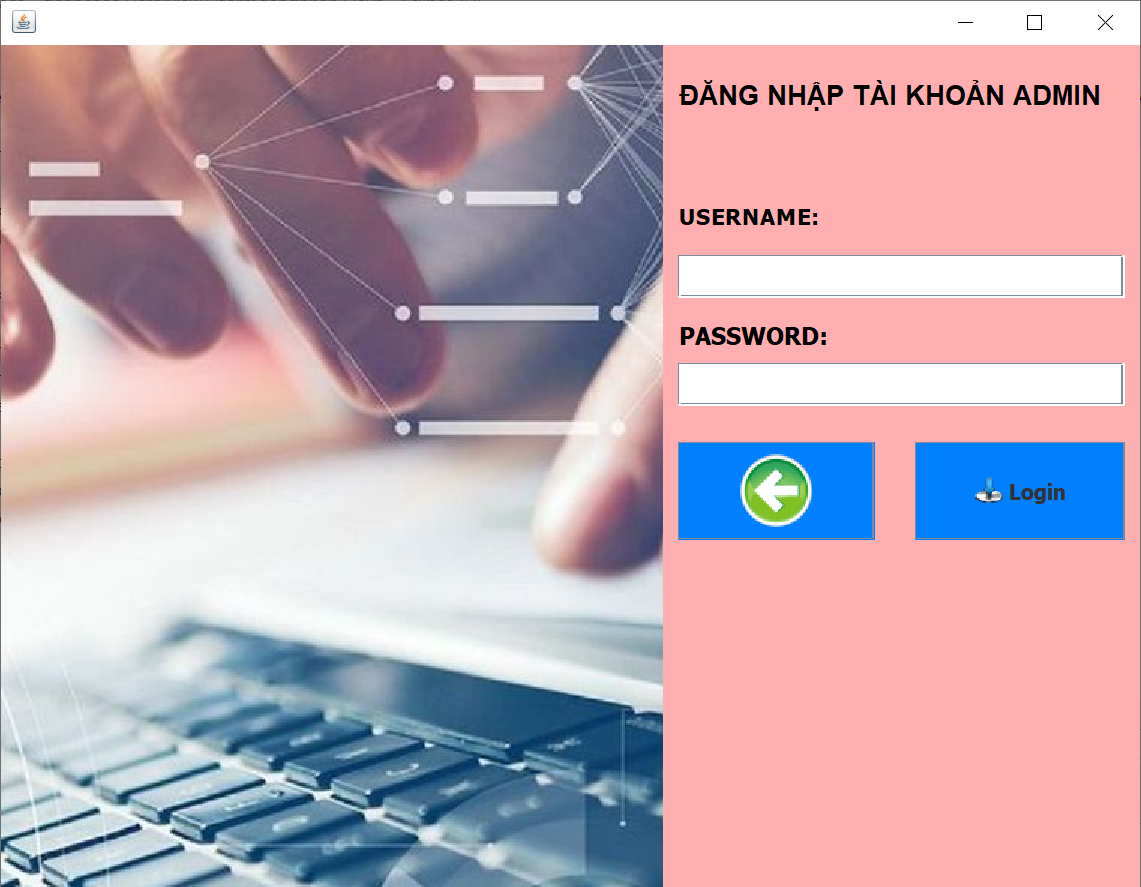 ĐĂNG NHẬP TÀI KHOẢN ADMIN
USERNAME:
PASSWORD:
Login